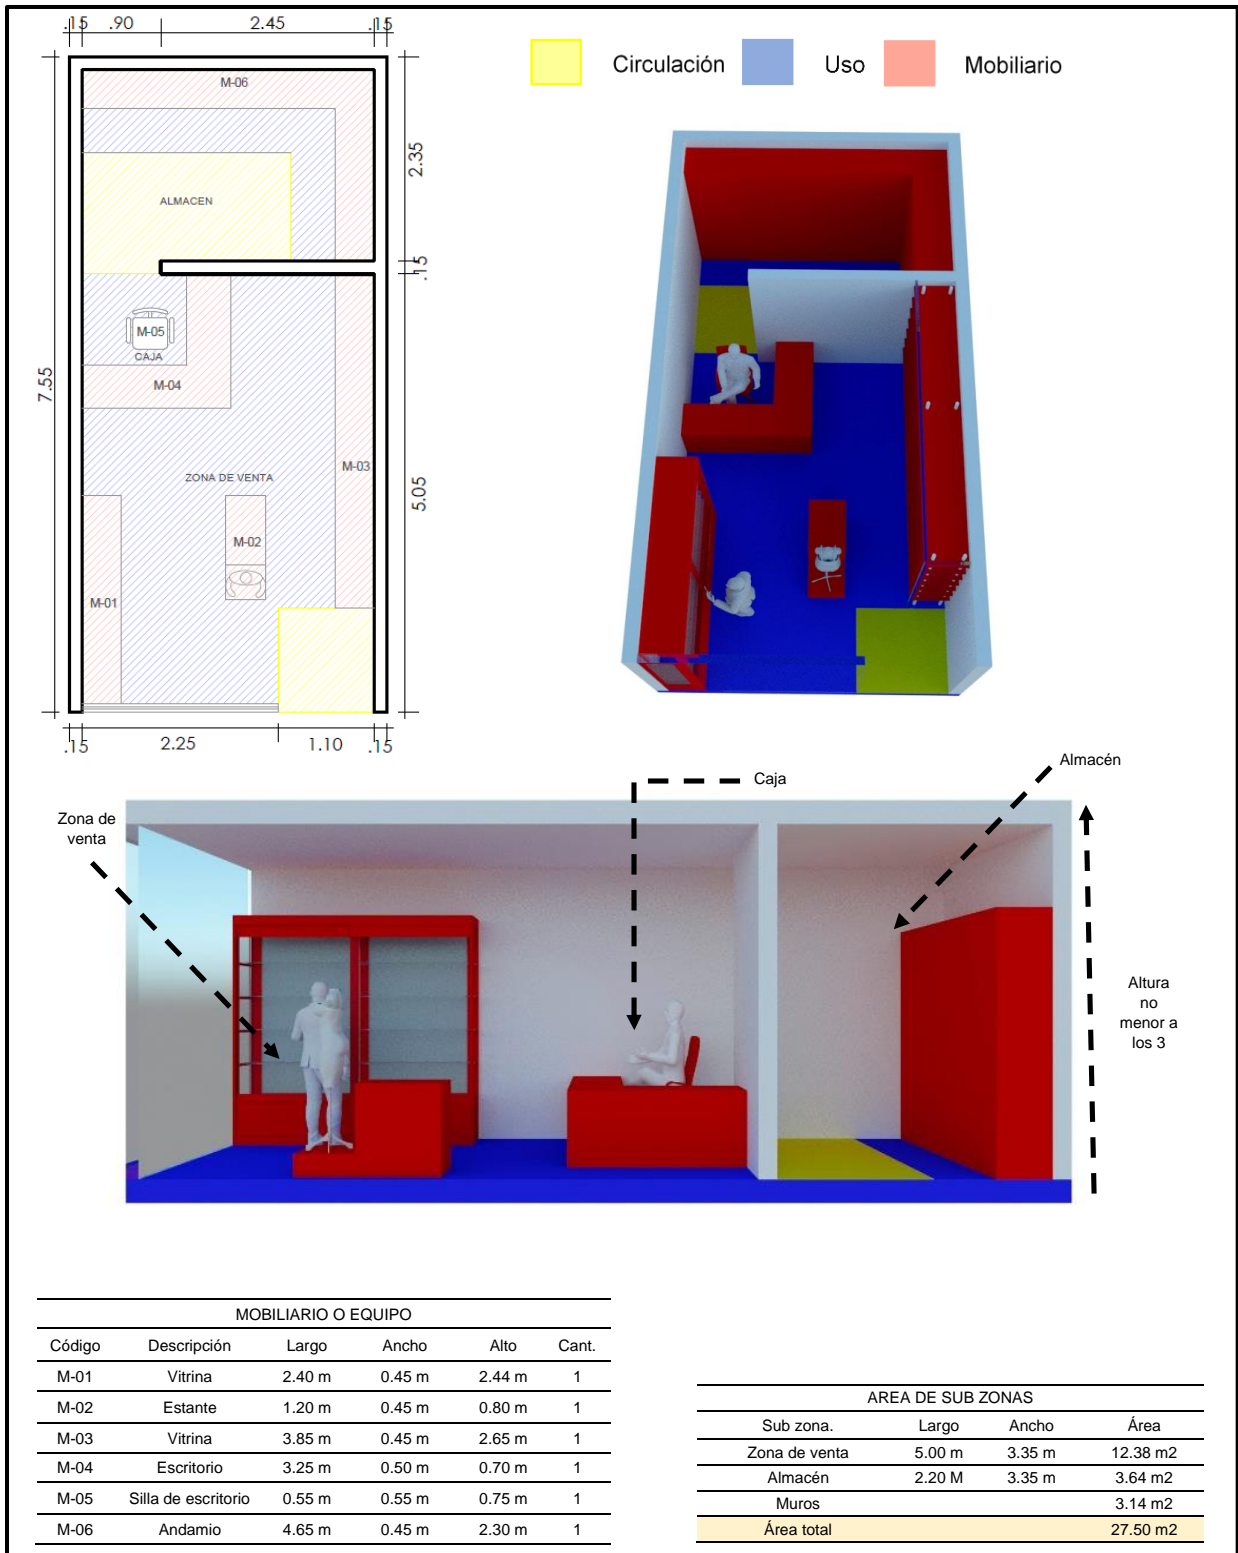 .15 .90 2.45 .15
Circulación Uso Mobiliario
M-06
2.35
ALMACEN
.15
M-05
CAJA
M-04
7.55
M-03
ZONA DE VENTA
5.05
M-02
M-01
.15 2.25 1.10 .15
Almacén
Caja
Zona de
venta
Altura
no
menor a
los 3
MOBILIARIO O EQUIPO
Código Descripción Largo Ancho Alto Cant.
M-01 Vitrina 2.40 m 0.45 m 2.44 m 1
M-02 Estante 1.20 m 0.45 m 0.80 m 1
M-03 Vitrina 3.85 m 0.45 m 2.65 m 1
M-04 Escritorio 3.25 m 0.50 m 0.70 m 1
M-05 Silla de escritorio 0.55 m 0.55 m 0.75 m 1
M-06 Andamio 4.65 m 0.45 m 2.30 m 1
AREA DE SUB ZONAS
Sub zona. Largo Ancho Área
Zona de venta 5.00 m 3.35 m 12.38 m2
Almacén 2.20 M 3.35 m 3.64 m2
Muros 3.14 m2
Área total 27.50 m2